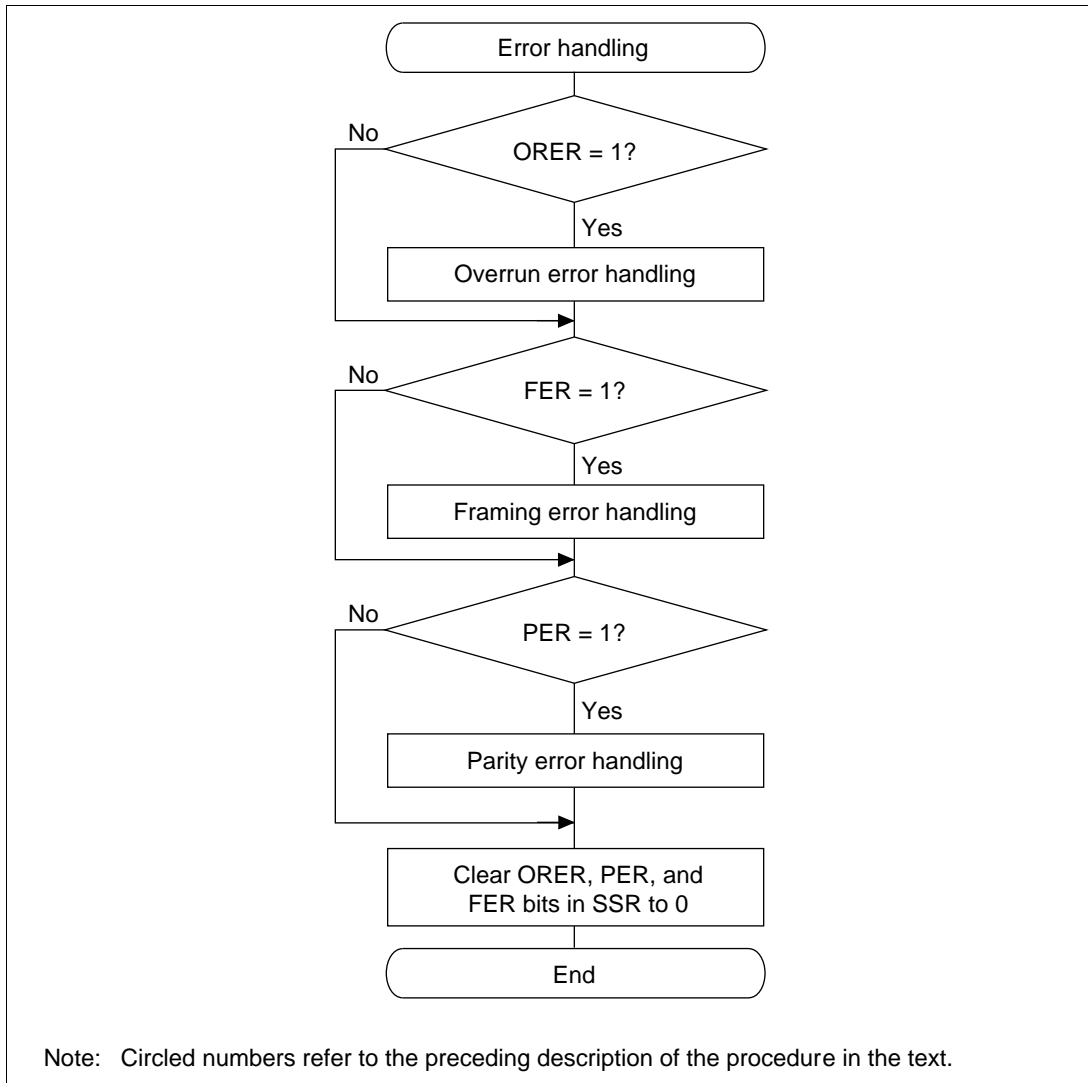 Error handling
No
ORER = 1?
Yes
Overrun error handling
No
FER = 1?
Yes
Framing error handling
No
PER = 1?
Yes
Parity error handling
Clear ORER, PER, and
FER bits in SSR to 0
End
Note: Circled numbers refer to the preceding description of the procedure in the text.